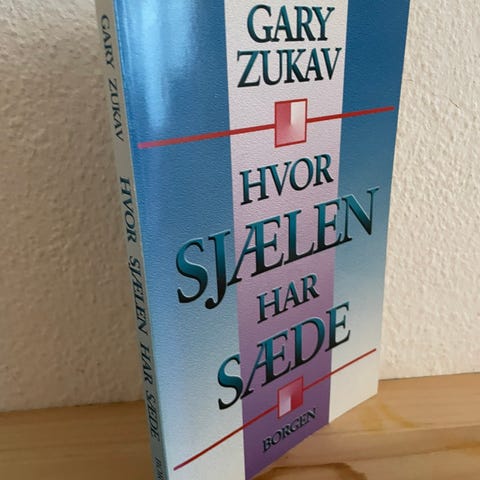 GARY
ZUKAV
HVOR
SJÆLEN
HAR
SÆDE
BORGEN
GARY ZUKAV HVOR SJÆLEN HAR SÆDE